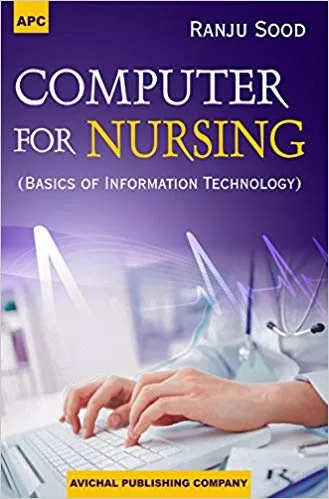 APC
RANJU SOOD
COMPUTER
FOR NURSING
(BASICS OF INFORMATION TECHNOLOGY)
AVICHAL PUBLISHING COMPANY